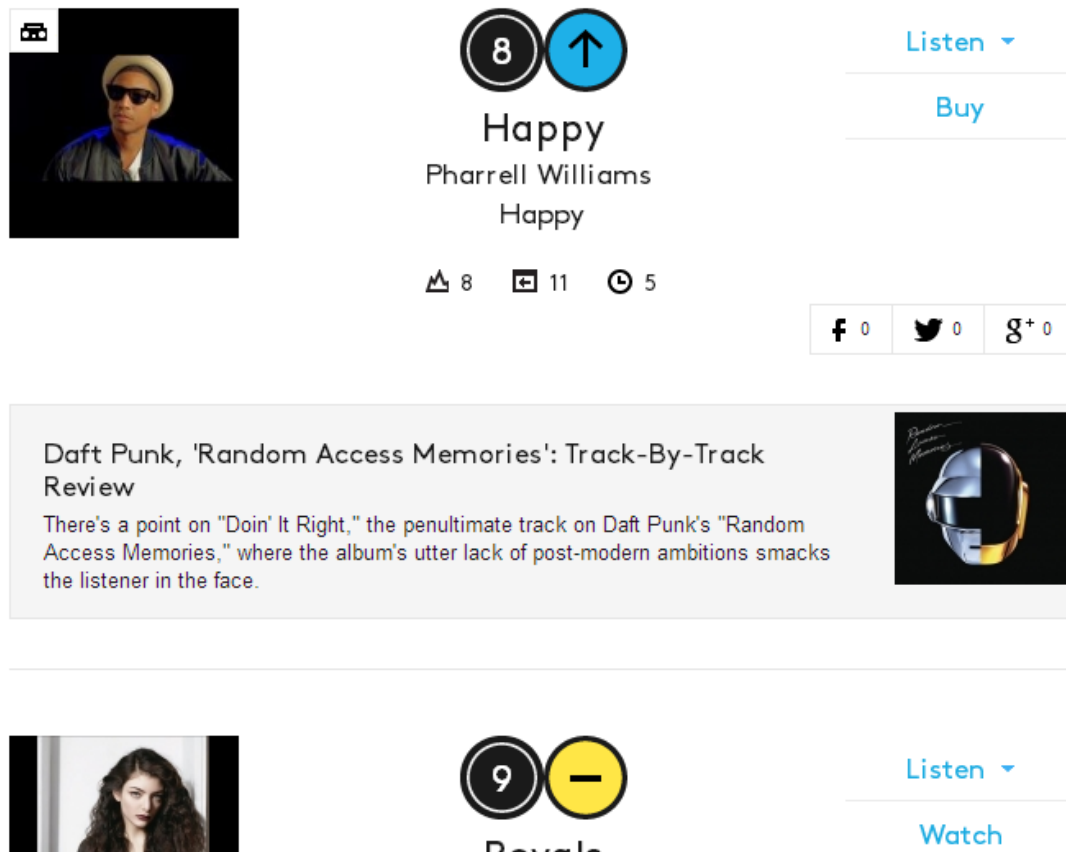 8
Listen
Buy
Happy
Pharrell Williams
Happy
8 11 5
f 0 0 g+ 0
Daft Punk, 'Random Access Memories': Track-By-Track
Review
There's a point on "Doin' It Right," the penultimate track on Daft Punk's "Random
Access Memories," where the album's utter lack of post-modern ambitions smacks
the listener in the face.
Random
Access
Memories
9
Listen
Watch
Royals